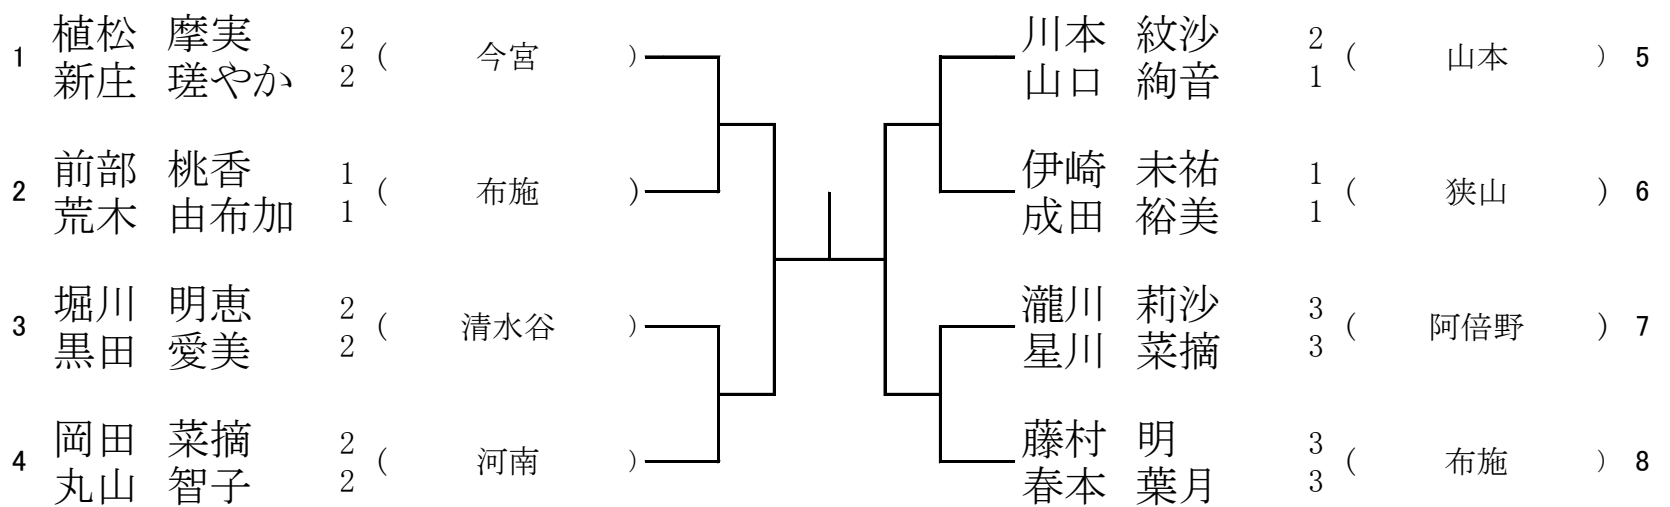 1 植松 摩実 2 ( 今宮 )
新庄 瑳やか 2
2 前部 桃香 1 ( 布施 )
荒木 由布加 1
3 堀川 明恵 2 ( 清水谷 )
黒田 愛美 2
4 岡田 菜摘 2 ( 河南 )
丸山 智子 2
川本 紋沙 2 ( 山本 ) 5
山口 絢音 1
伊崎 未祐 1 ( 狭山 ) 6
成田 裕美 1
瀧川 莉沙 3 ( 阿倍野 ) 7
星川 菜摘 3
藤村 明 3 ( 布施 ) 8
春本 葉月 3